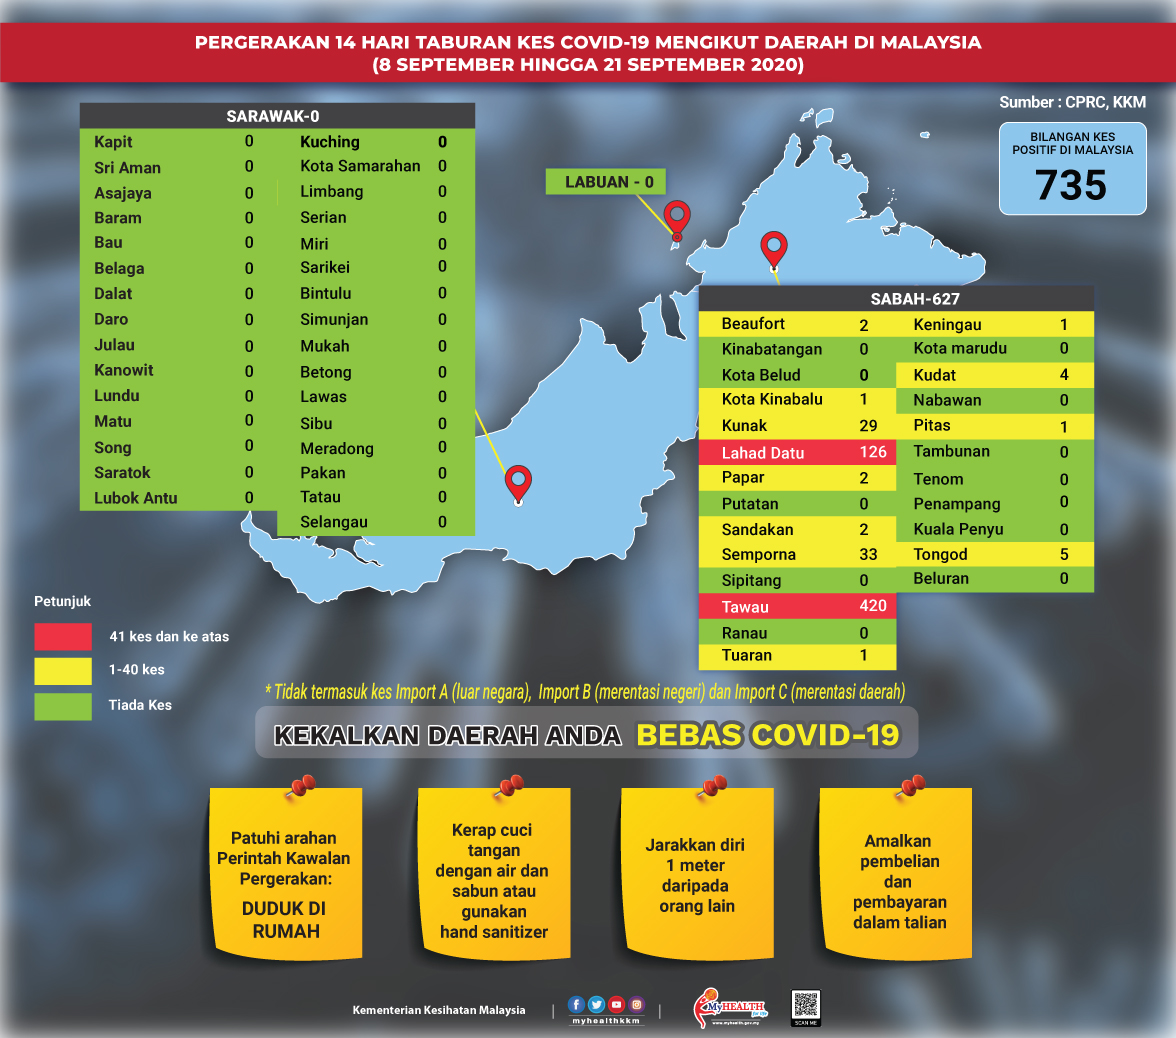 PERGERAKAN 14 HARI TABURAN KES COVID-19 MENGIKUT DAERAH DI MALAYSIA
(8 SEPTEMBER HINGGA 21 SEPTEMBER 2020)
Sumber : CPRC, KKM
BILANGAN KES
POSITIF DI MALAYSIA
735
SARAWAK-0
Kapit 0 Kuching 0
Sri Aman 0 Kota Samarahan 0
Asajaya 0 Limbang 0
Baram 0 Serian 0
Bau 0 Miri 0
Belaga 0 Sarikei 0
Dalat 0 Bintulu 0
Daro 0 Simunjan 0
Julau 0 Mukah 0
Kanowit 0 Betong 0
Lundu 0 Lawas 0
Matu 0 Sibu 0
Song 0 Meradong 0
Saratok 0 Pakan 0
Lubok Antu 0 Tatau 0
Selangau 0
LABUAN - 0
SABAH-627
Beaufort 2 Keningau 1
Kinabatangan 0 Kota marudu 0
Kota Belud 0 Kudat 4
Kota Kinabalu 1 Nabawan 0
Kunak 29 Pitas 1
Lahad Datu 126 Tambunan 0
Papar 2 Tenom 0
Putatan 0 Penampang 0
Sandakan 2 Kuala Penyu 0
Semporna 33 Tongod 5
Sipitang 0 Beluran 0
Tawau 420
Ranau 0
Tuaran 1
Petunjuk
41 kes dan ke atas
1-40 kes
Tiada Kes
* Tidak termasuk kes Import A (luar negara), Import B (merentasi negeri) dan Import C (merentasi daerah)
KEKALKAN DAERAH ANDA BEBAS COVID-19
Patuhi arahan
Perintah Kawalan
Pergerakan:
DUDUK DI
RUMAH
Kerap cuci
tangan
dengan air dan
sabun atau
gunakan
hand sanitizer
Jarakkan diri
1 meter
daripada
orang lain
Amalkan
pembelian
dan
pembayaran
dalam talian
Kementerian Kesihatan Malaysia
myhealthkkm
MyHEALTH
for life
www.myhealth.gov.my
SCAN ME